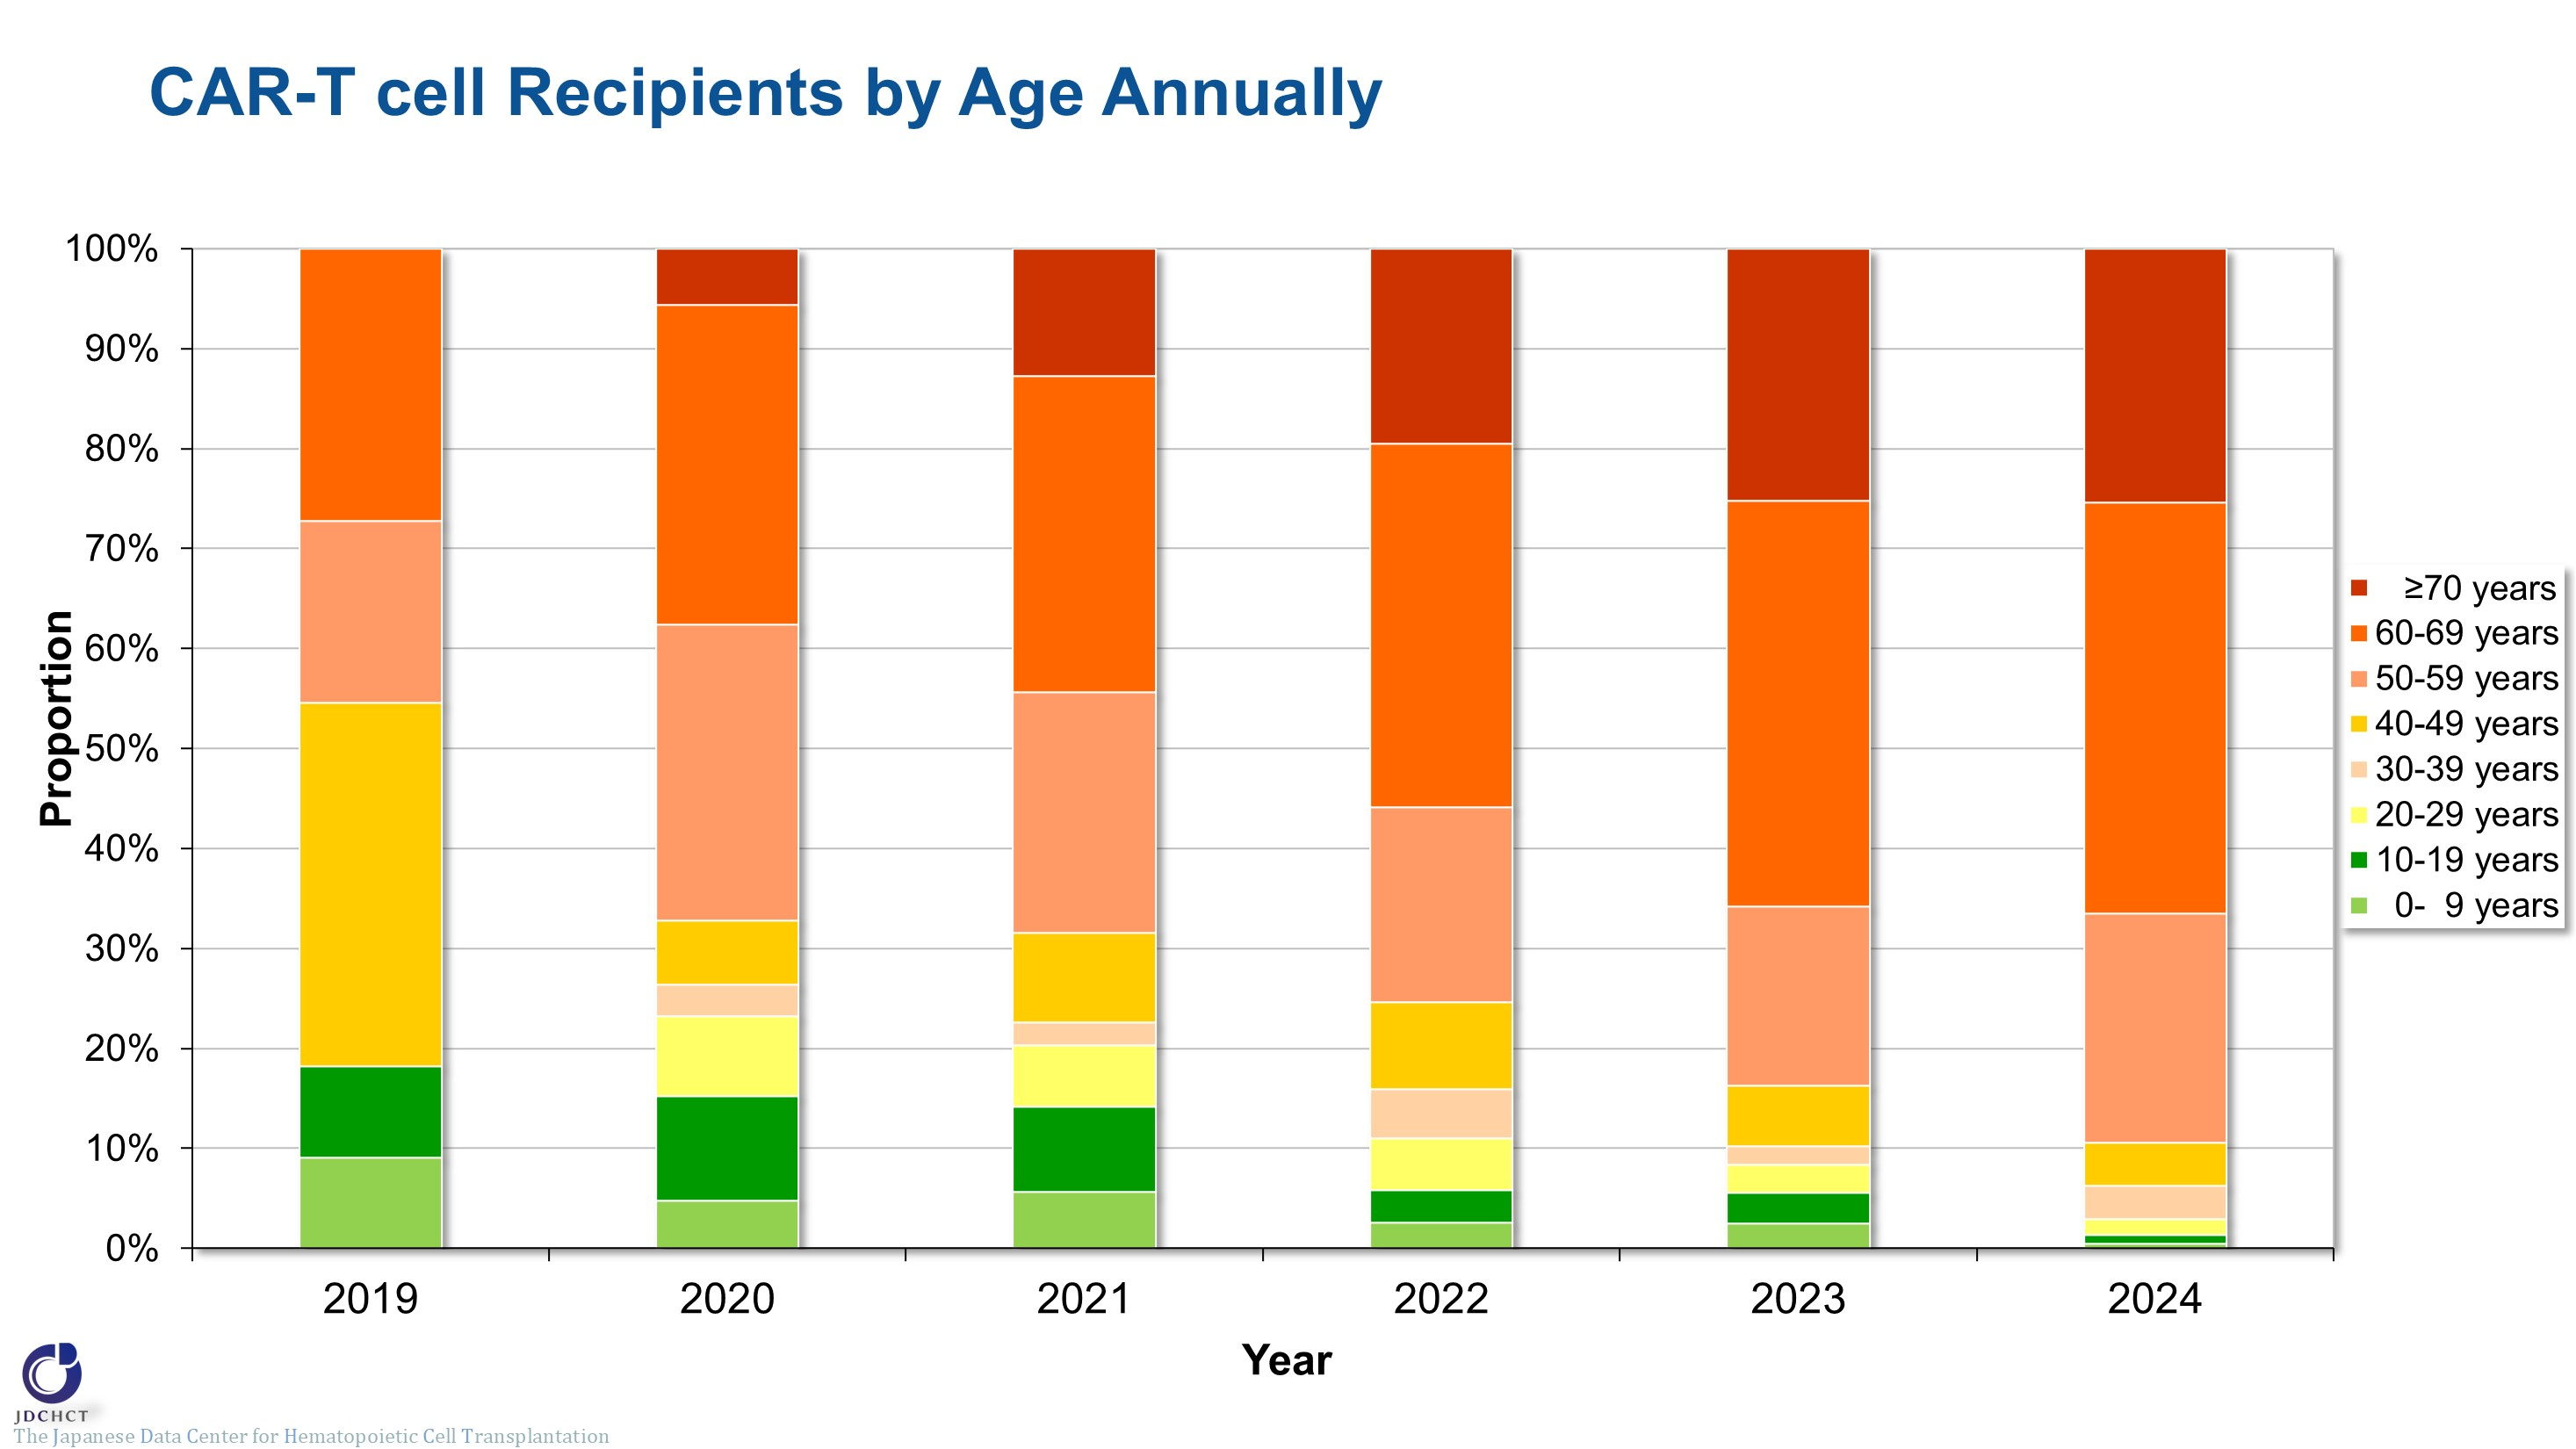 CAR-T cell Recipients by Age Annually
100%
90%
80%
70%
60%
50%
40%
30%
20%
10%
0%
Proportion
2019 2020 2021 2022 2023 2024
Year
≥70 years
60-69 years
50-59 years
40-49 years
30-39 years
20-29 years
10-19 years
0- 9 years
JDCHCT
The Japanese Data Center for Hematopoietic Cell Transplantation